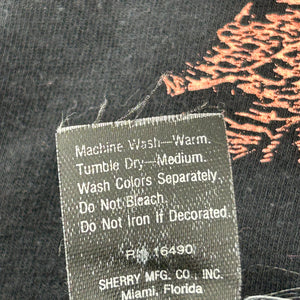 Machine Wash—Warm.
Tumble Dry—Medium.
Wash Colors Separately.
Do Not Bleach.
Do Not Iron if Decorated.
RN 16490
SHERRY MFG. CO., INC.
Miami, Florida